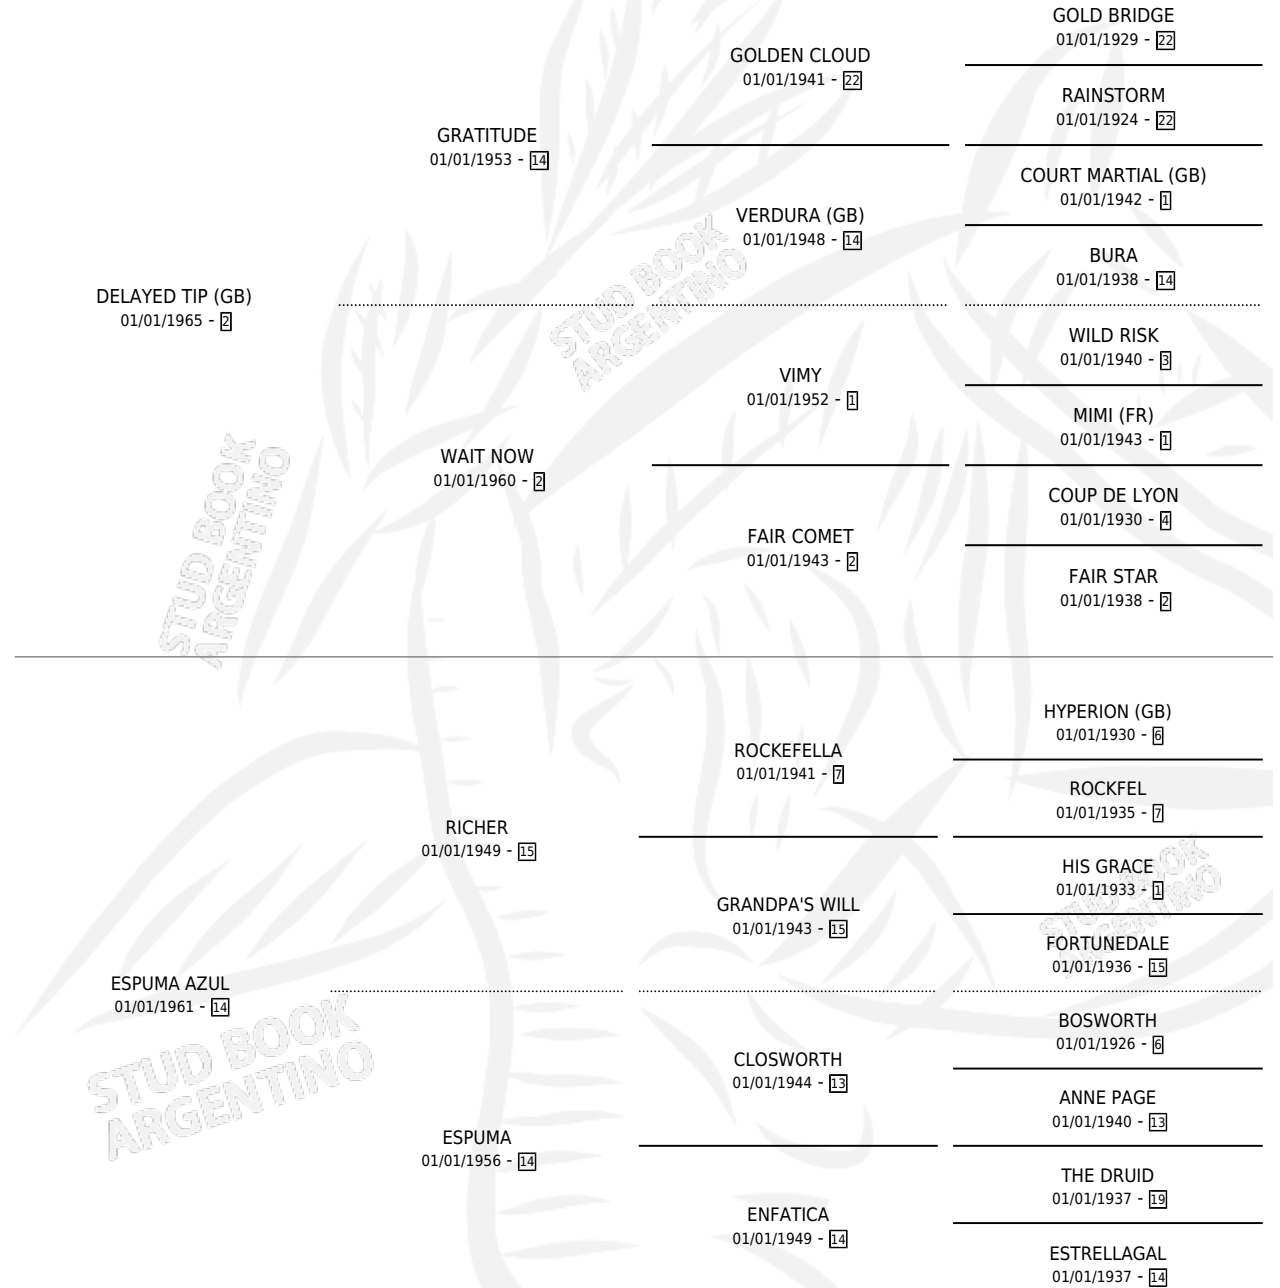 GOLD BRIDGE
01/01/1929 - 22
GOLDEN CLOUD
01/01/1941 - 22
RAINSTORM
01/01/1924 - 22
GRATITUDE
01/01/1953 - 14
COURT MARTIAL (GB)
01/01/1942 - 1
VERDURA (GB)
01/01/1948 - 14
BURA
01/01/1938 - 14
DELAYED TIP (GB)
01/01/1965 - 2
WILD RISK
01/01/1940 - 3
VIMY
01/01/1952 - 1
MIMI (FR)
01/01/1943 - 1
WAIT NOW
01/01/1960 - 2
COUP DE LYON
01/01/1930 - 4
FAIR COMET
01/01/1943 - 2
FAIR STAR
01/01/1938 - 2
HYPERION (GB)
01/01/1930 - 6
ROCKEFELLA
01/01/1941 - 7
ROCKFEL
01/01/1935 - 7
RICHER
01/01/1949 - 15
HIS GRACE
01/01/1933 - 1
GRANDPA'S WILL
01/01/1943 - 15
FORTUNEDALE
01/01/1936 - 15
ESPUMA AZUL
01/01/1961 - 14
BOSWORTH
01/01/1926 - 6
CLOSWORTH
01/01/1944 - 13
ANNE PAGE
01/01/1940 - 13
ESPUMA
01/01/1956 - 14
THE DRUID
01/01/1937 - 19
ENFATICA
01/01/1949 - 14
ESTRELLAGAL
01/01/1937 - 14
STUD BOOK
ARGENTINO
STUD BOOK
ARGENTINO
STUD BOOK
ARGENTINO
STUD BOOK
ARGENTINO